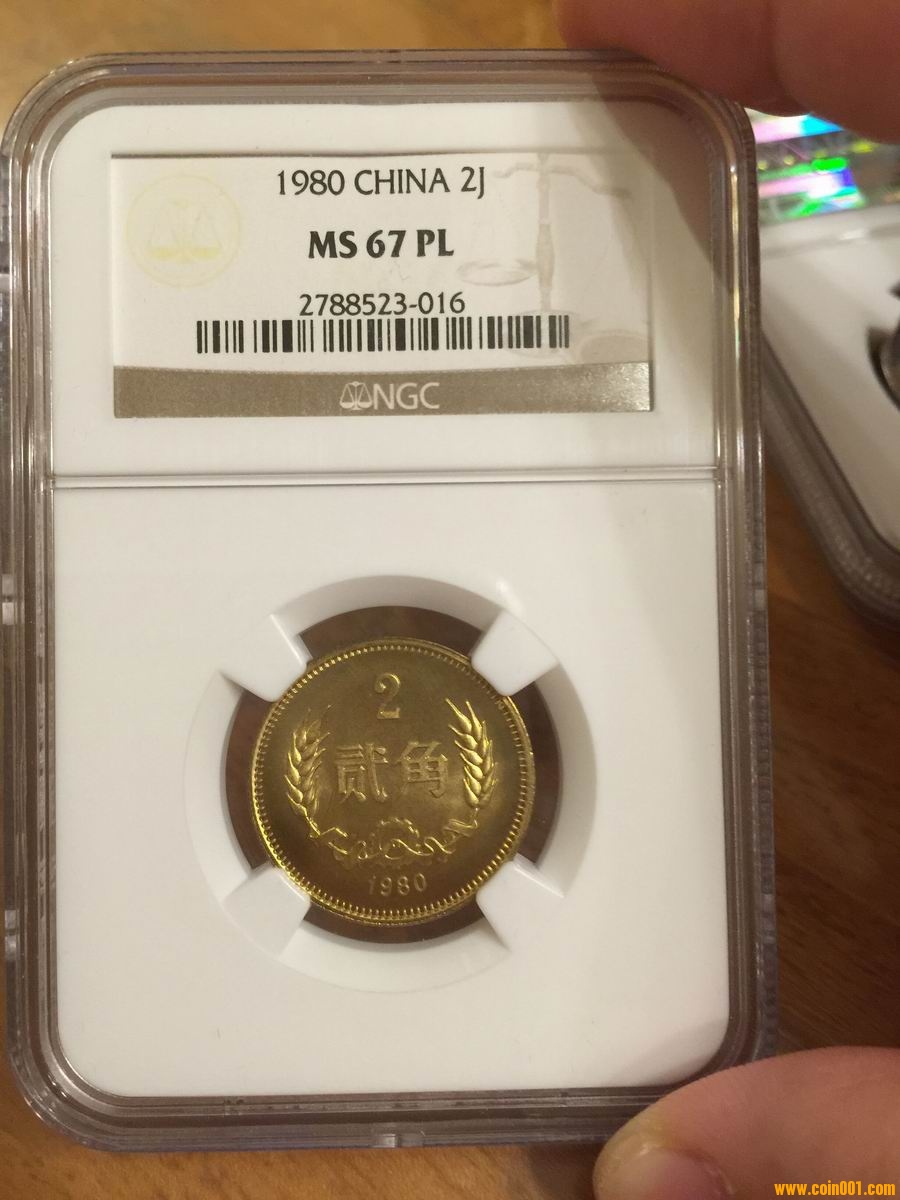 1980 CHINA 2J
MS 67 PL
2788523-016
NGC
2
贰角
1980
www.coin001.com